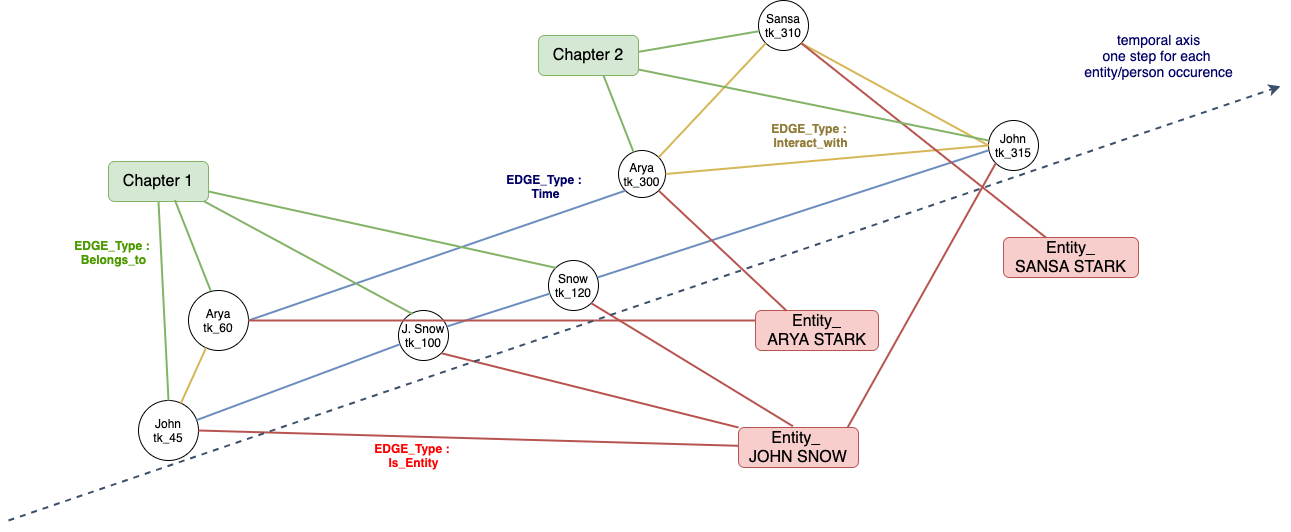 Sansa
tk_310
Chapter 2
temporal axis
one step for each
entity/person occurence
EDGE_Type :
Interact_with
John
tk_315
Arya
tk_300
Chapter 1
EDGE_Type :
Time
EDGE_Type :
Belongs_to
Entity_
SANSA STARK
Snow
tk_120
Arya
tk_60
J. Snow
tk_100
Entity_
ARYA STARK
John
tk_45
EDGE_Type :
Is_Entity
Entity_
JOHN SNOW